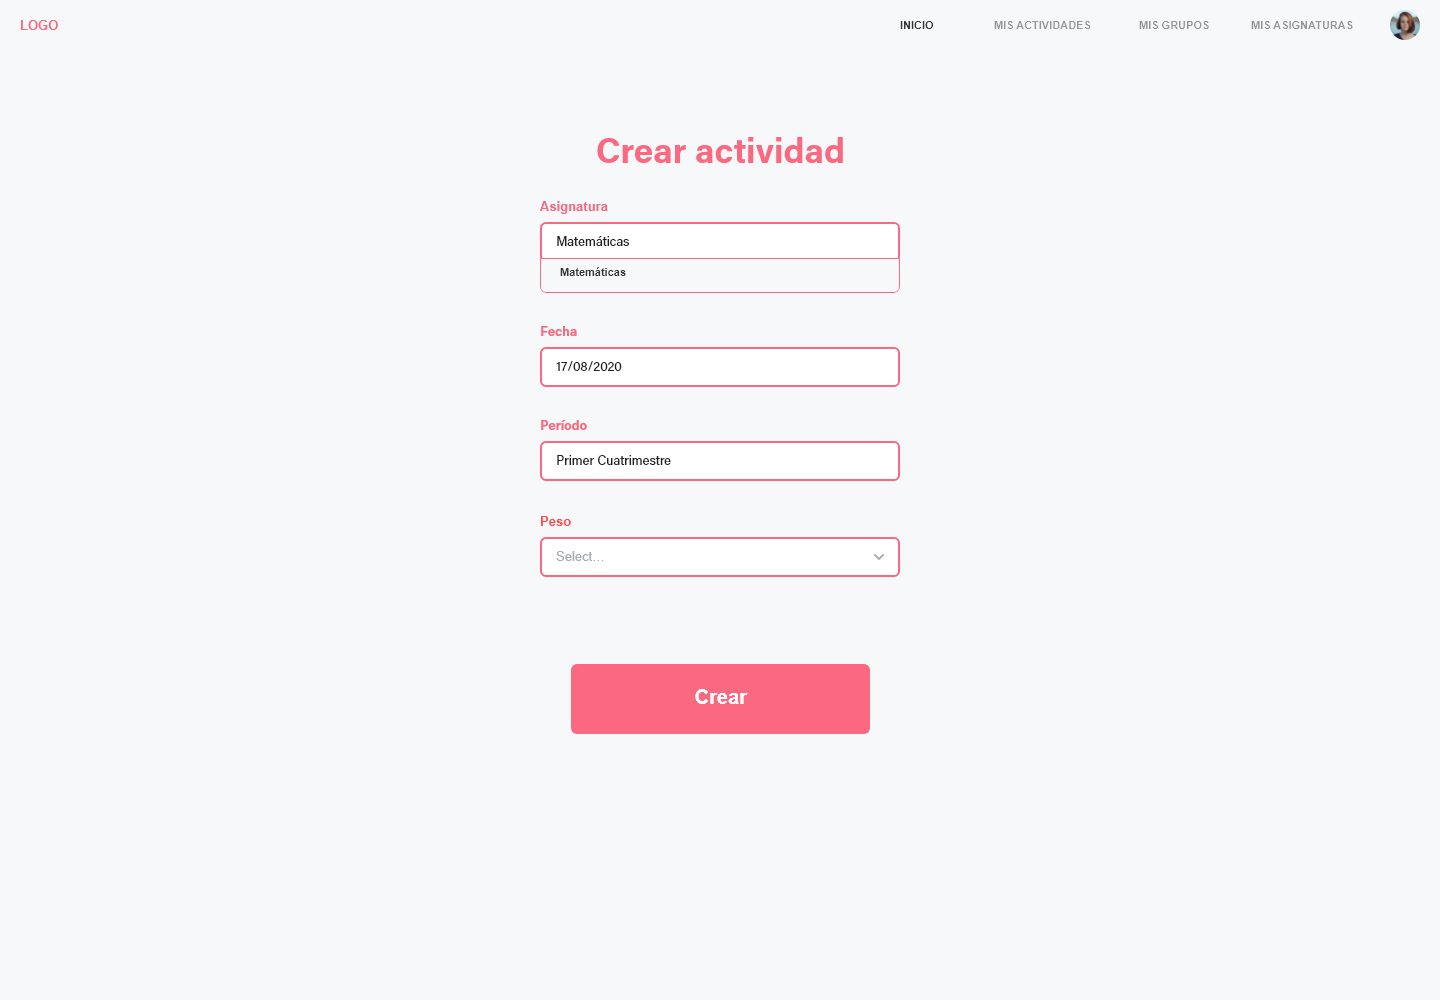 LOGO
INICIO
MIS ACTIVIDADES
MIS GRUPOS
MIS ASIGNATURAS
Crear actividad
Asignatura
Matemáticas
Matemáticas
Fecha
17/08/2020
Período
Primer Cuatrimestre
Peso
Select...
Crear